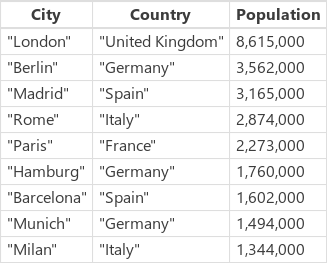 City Country Population
"London" "United Kingdom" 8,615,000
"Berlin" "Germany" 3,562,000
"Madrid" "Spain" 3,165,000
"Rome" "Italy" 2,874,000
"Paris" "France" 2,273,000
"Hamburg" "Germany" 1,760,000
"Barcelona" "Spain" 1,602,000
"Munich" "Germany" 1,494,000
"Milan" "Italy" 1,344,000